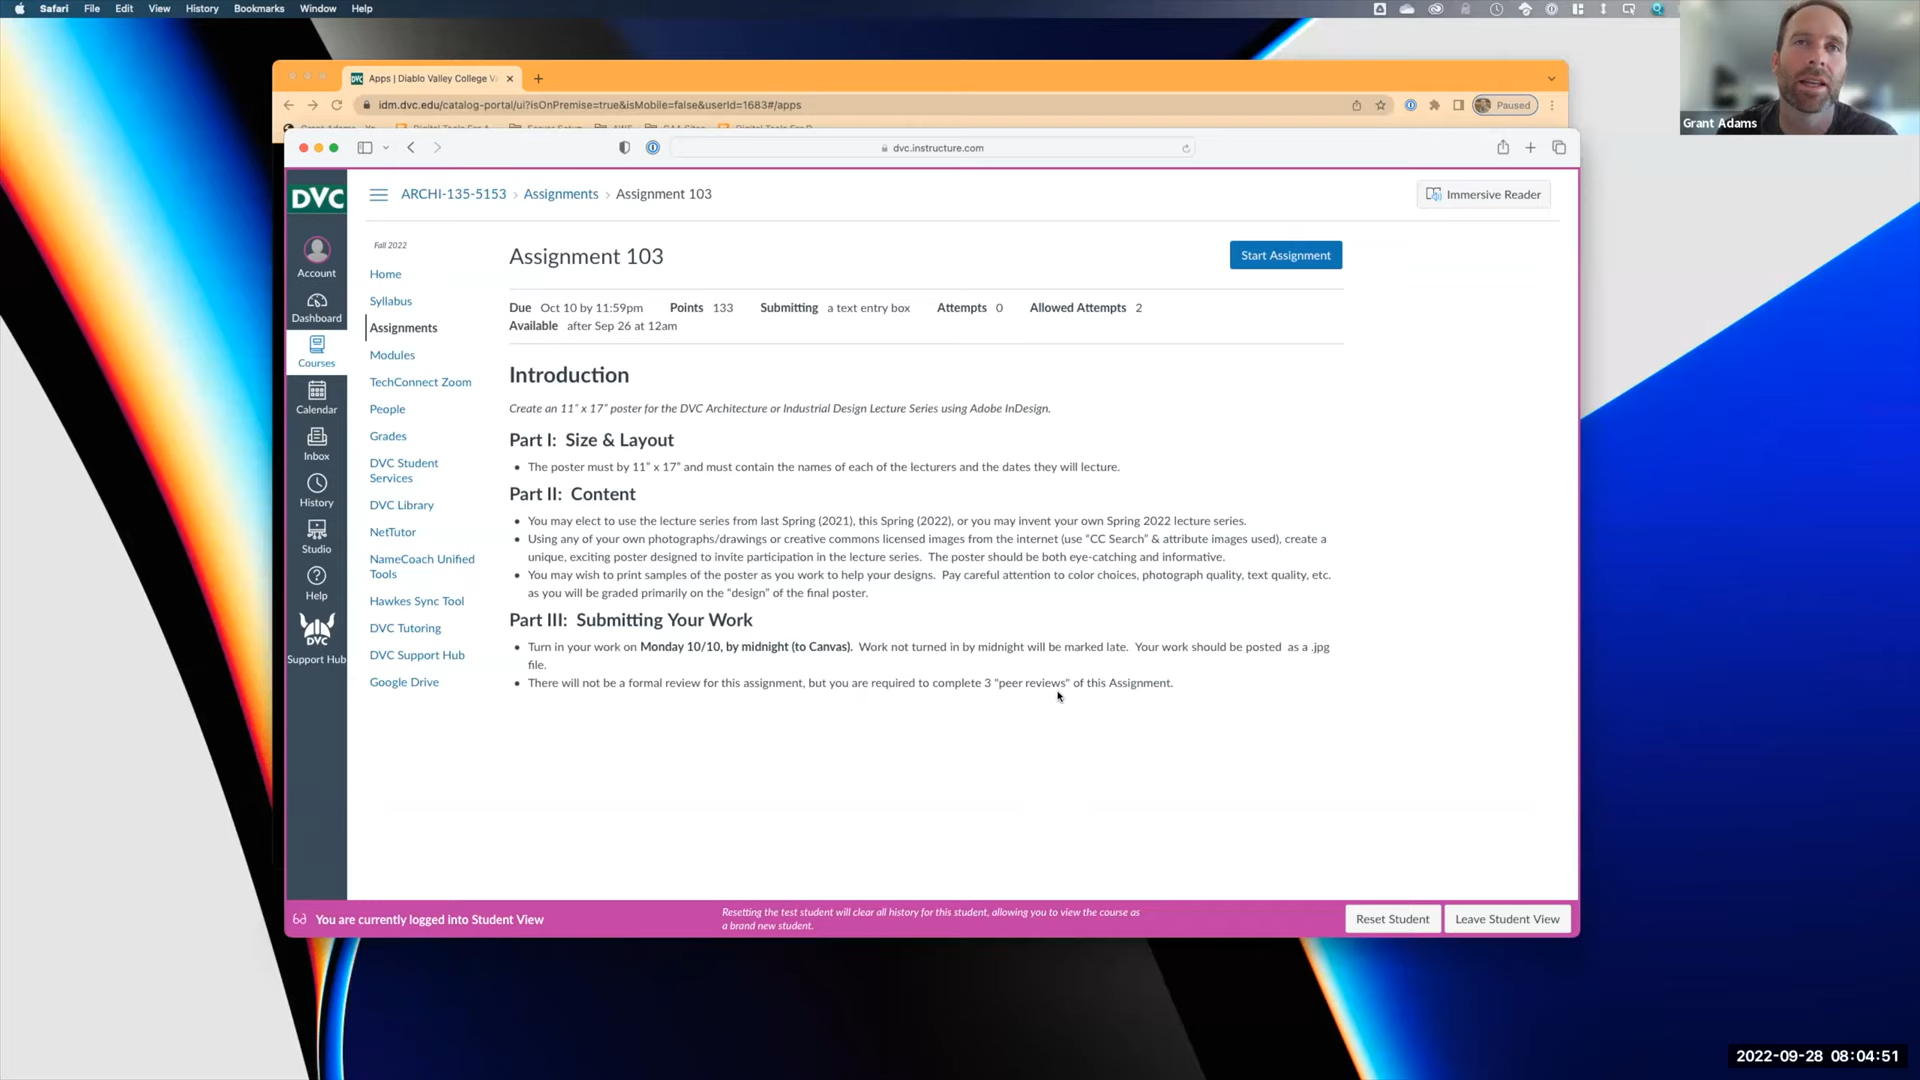 Safari File Edit View History Bookmarks Window Help
Grant Adams
Apps | Diablo Valley College V
idm.dvc.edu/catalog-portal/ui?isOnPremise=true&isMobile=false&userId=1683#/apps
Paused
dvc.instructure.com
DVC
ARCHI-135-5153 › Assignments › Assignment 103
Immersive Reader
Account
Dashboard
Courses
Calendar
Inbox
History
Studio
Help
DVC
Support Hub
Fall 2022
Home
Syllabus
Assignments
Modules
TechConnect Zoom
People
Grades
DVC Student
Services
DVC Library
NetTutor
NameCoach Unified
Tools
Hawkes Sync Tool
DVC Tutoring
DVC Support Hub
Google Drive
Assignment 103
Start Assignment
Due Oct 10 by 11:59pm Points 133 Submitting a text entry box Attempts 0 Allowed Attempts 2
Available after Sep 26 at 12am
Introduction
Create an 11" x 17" poster for the DVC Architecture or Industrial Design Lecture Series using Adobe InDesign.
Part I: Size & Layout
• The poster must by 11" x 17" and must contain the names of each of the lecturers and the dates they will lecture.
Part II: Content
• You may elect to use the lecture series from last Spring (2021), this Spring (2022), or you may invent your own Spring 2022 lecture series.
• Using any of your own photographs/drawings or creative commons licensed images from the internet (use "CC Search" & attribute images used), create a
unique, exciting poster designed to invite participation in the lecture series. The poster should be both eye-catching and informative.
• You may wish to print samples of the poster as you work to help your designs. Pay careful attention to color choices, photograph quality, text quality, etc.
as you will be graded primarily on the "design" of the final poster.
Part III: Submitting Your Work
• Turn in your work on Monday 10/10, by midnight (to Canvas). Work not turned in by midnight will be marked late. Your work should be posted as a .jpg
file.
• There will not be a formal review for this assignment, but you are required to complete 3 "peer reviews" of this Assignment.
You are currently logged into Student View
Resetting the test student will clear all history for this student, allowing you to view the course as
a brand new student.
Reset Student
Leave Student View
2022-09-28 08:04:51